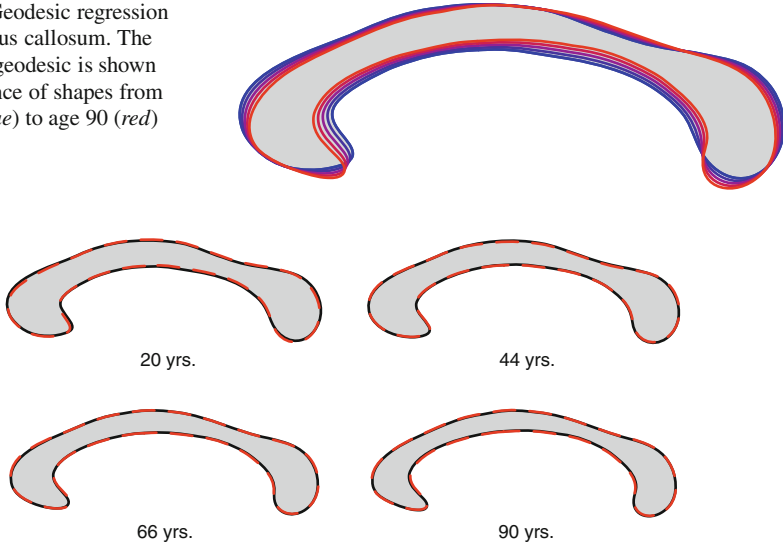 Geodesic regression
us callosum. The
geodesic is shown
nce of shapes from
e) to age 90 (red)
20 yrs.
44 yrs.
66 yrs.
90 yrs.